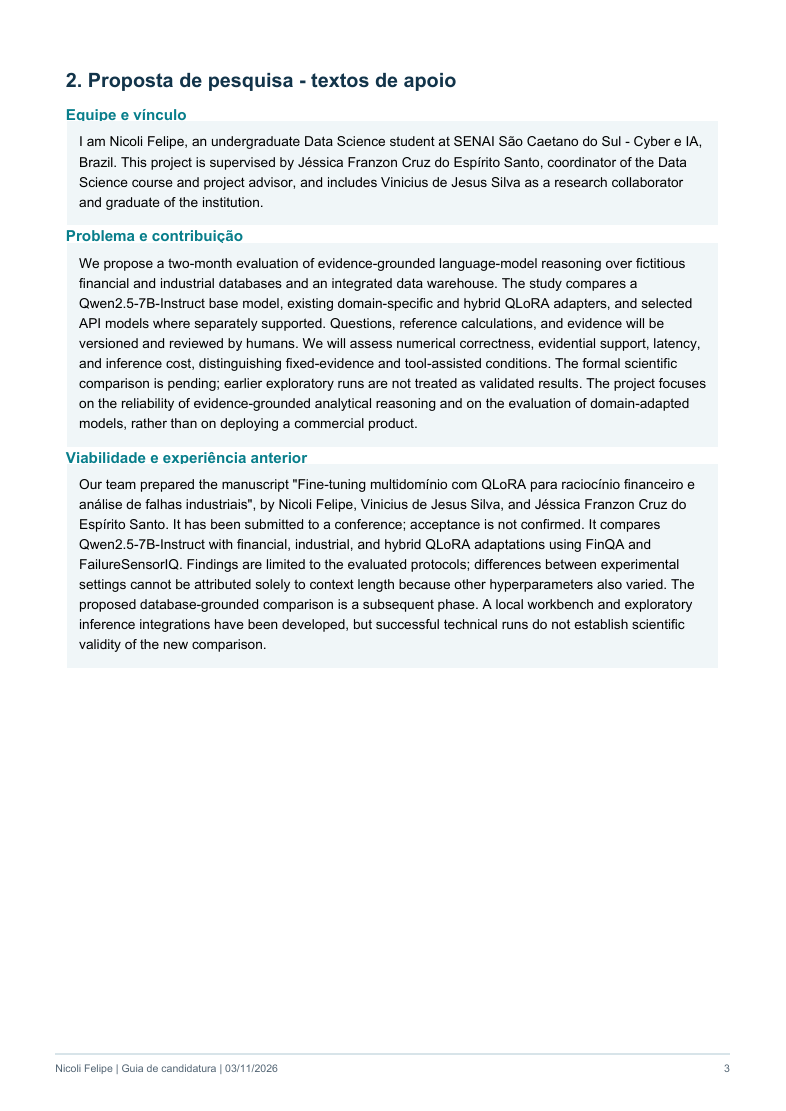 2. Proposta de pesquisa - textos de apoio
Equipe e vínculo
I am Nicoli Felipe, an undergraduate Data Science student at SENAI São Caetano do Sul - Cyber e IA,
Brazil. This project is supervised by Jéssica Franzon Cruz do Espírito Santo, coordinator of the Data
Science course and project advisor, and includes Vinicius de Jesus Silva as a research collaborator
and graduate of the institution.
Problema e contribuição
We propose a two-month evaluation of evidence-grounded language-model reasoning over fictitious
financial and industrial databases and an integrated data warehouse. The study compares a
Qwen2.5-7B-Instruct base model, existing domain-specific and hybrid QLoRA adapters, and selected
API models where separately supported. Questions, reference calculations, and evidence will be
versioned and reviewed by humans. We will assess numerical correctness, evidential support, latency,
and inference cost, distinguishing fixed-evidence and tool-assisted conditions. The formal scientific
comparison is pending; earlier exploratory runs are not treated as validated results. The project focuses
on the reliability of evidence-grounded analytical reasoning and on the evaluation of domain-adapted
models, rather than on deploying a commercial product.
Viabilidade e experiência anterior
Our team prepared the manuscript "Fine-tuning multidomínio com QLoRA para raciocínio financeiro e
análise de falhas industriais", by Nicoli Felipe, Vinicius de Jesus Silva, and Jéssica Franzon Cruz do
Espírito Santo. It has been submitted to a conference; acceptance is not confirmed. It compares
Qwen2.5-7B-Instruct with financial, industrial, and hybrid QLoRA adaptations using FinQA and
FailureSensorIQ. Findings are limited to the evaluated protocols; differences between experimental
settings cannot be attributed solely to context length because other hyperparameters also varied. The
proposed database-grounded comparison is a subsequent phase. A local workbench and exploratory
inference integrations have been developed, but successful technical runs do not establish scientific
validity of the new comparison.
Nicoli Felipe | Guia de candidatura | 03/11/2026
3